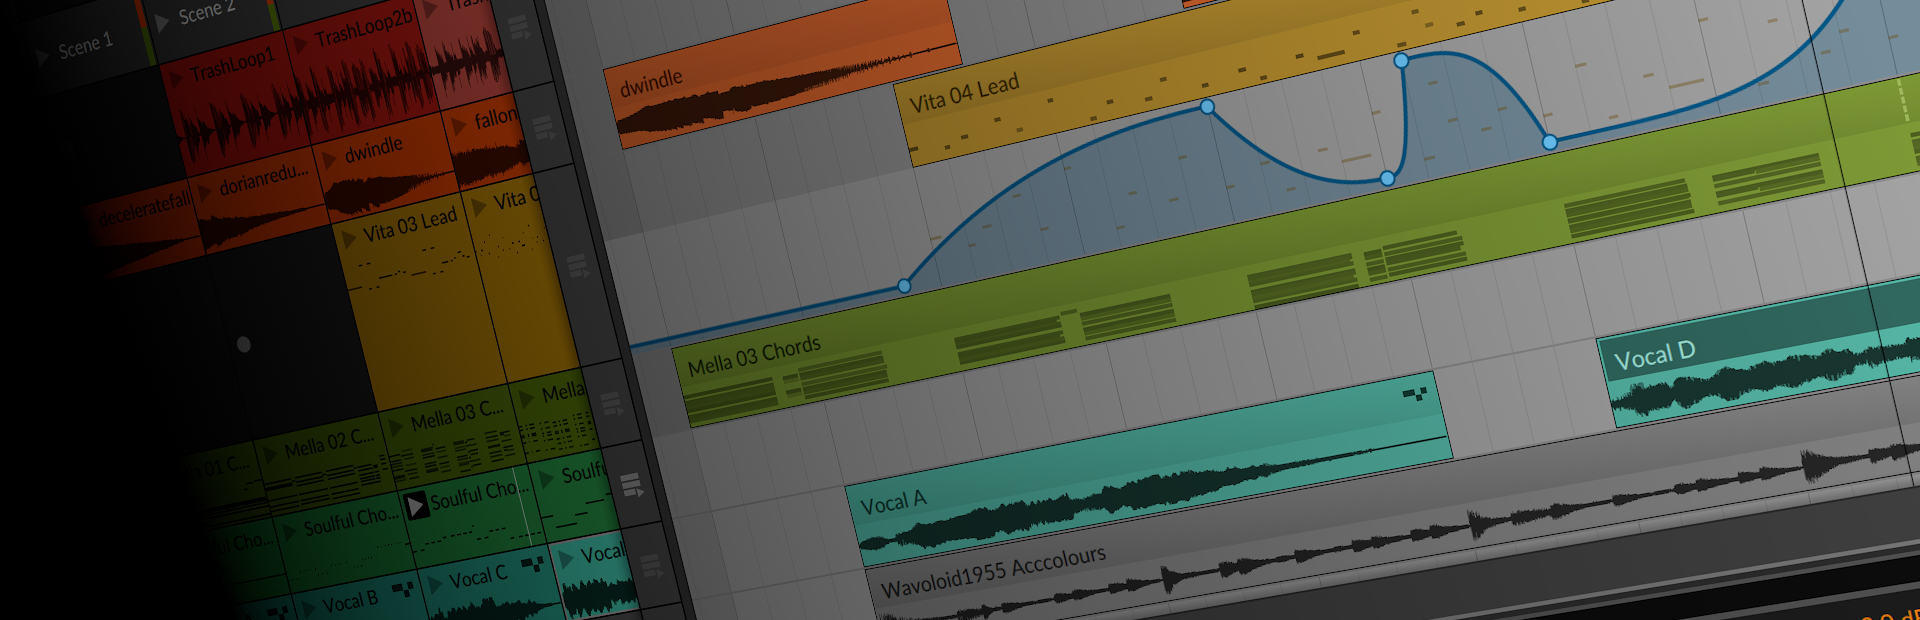 Scene 1
Scene 2
TrashLoop1
TrashLoop2b
deceleratefall
dorianredu...
dwindle
fallon
Vita 03 Lead
Vita 0
01 C...
Mella 02 C...
Mella 03 C...
Mella
ul Cho...
Soulful Cho...
Soulful Cho...
Soulfu
Vocal B
Vocal C
Vocal
dwindle
Vita 04 Lead
Mella 03 Chords
Vocal A
Vocal D
Wavoloid1955 Acccolours